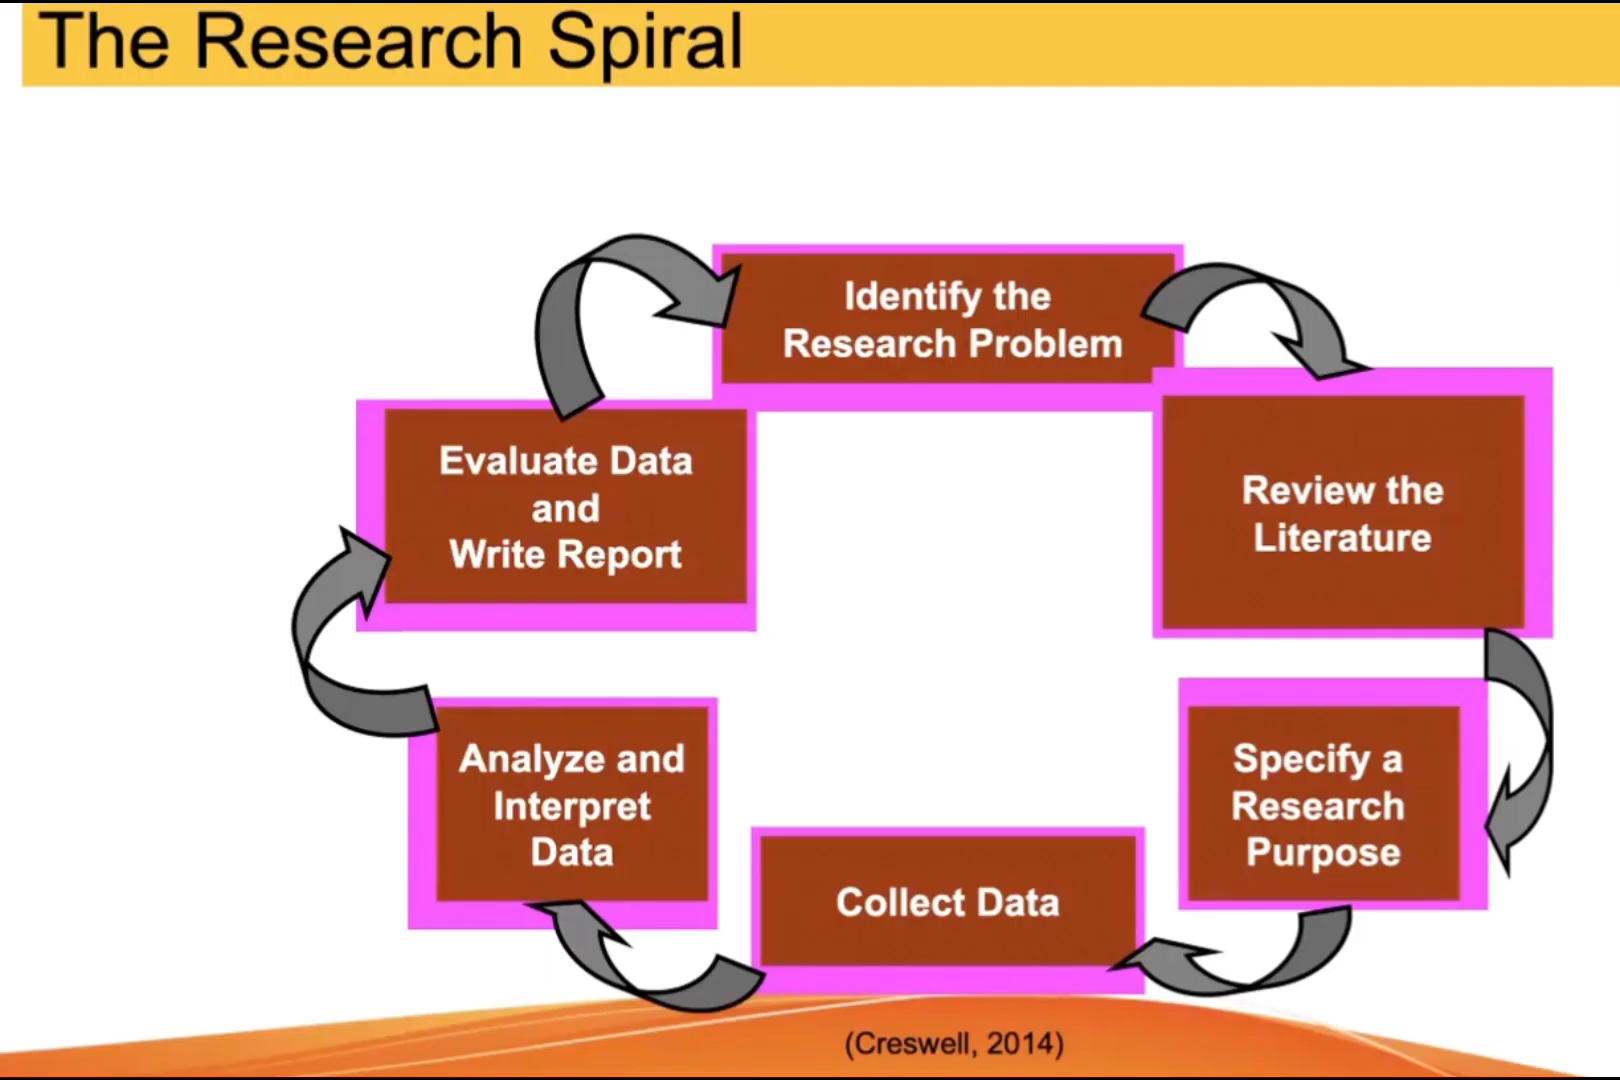 The Research Spiral
Identify the
Research Problem
Review the
Literature
Specify a
Research
Purpose
Collect Data
Analyze and
Interpret
Data
Evaluate Data
and
Write Report
(Creswell, 2014)